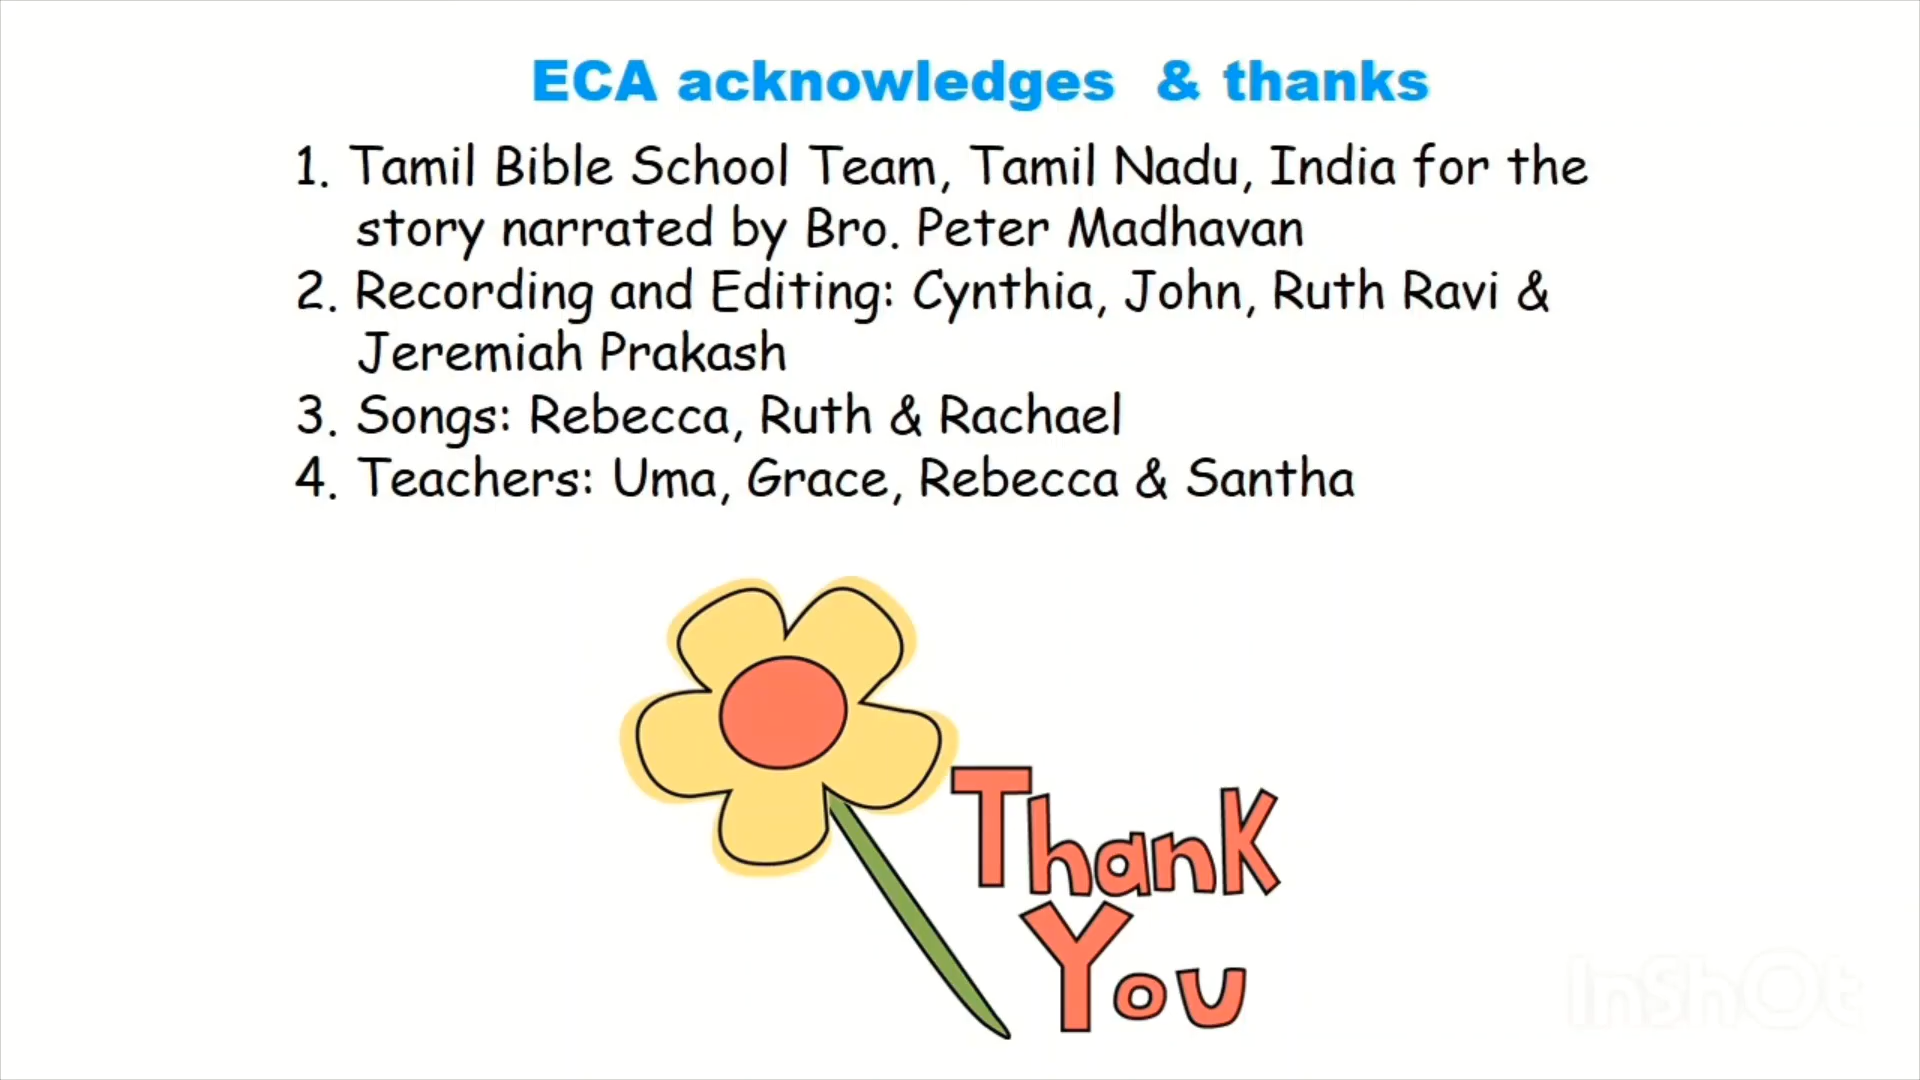 ECA acknowledges & thanks
1. Tamil Bible School Team, Tamil Nadu, India for the
story narrated by Bro. Peter Madhavan
2. Recording and Editing: Cynthia, John, Ruth Ravi &
Jeremiah Prakash
3. Songs: Rebecca, Ruth & Rachael
4. Teachers: Uma, Grace, Rebecca & Santha
Thank
You
InShOt